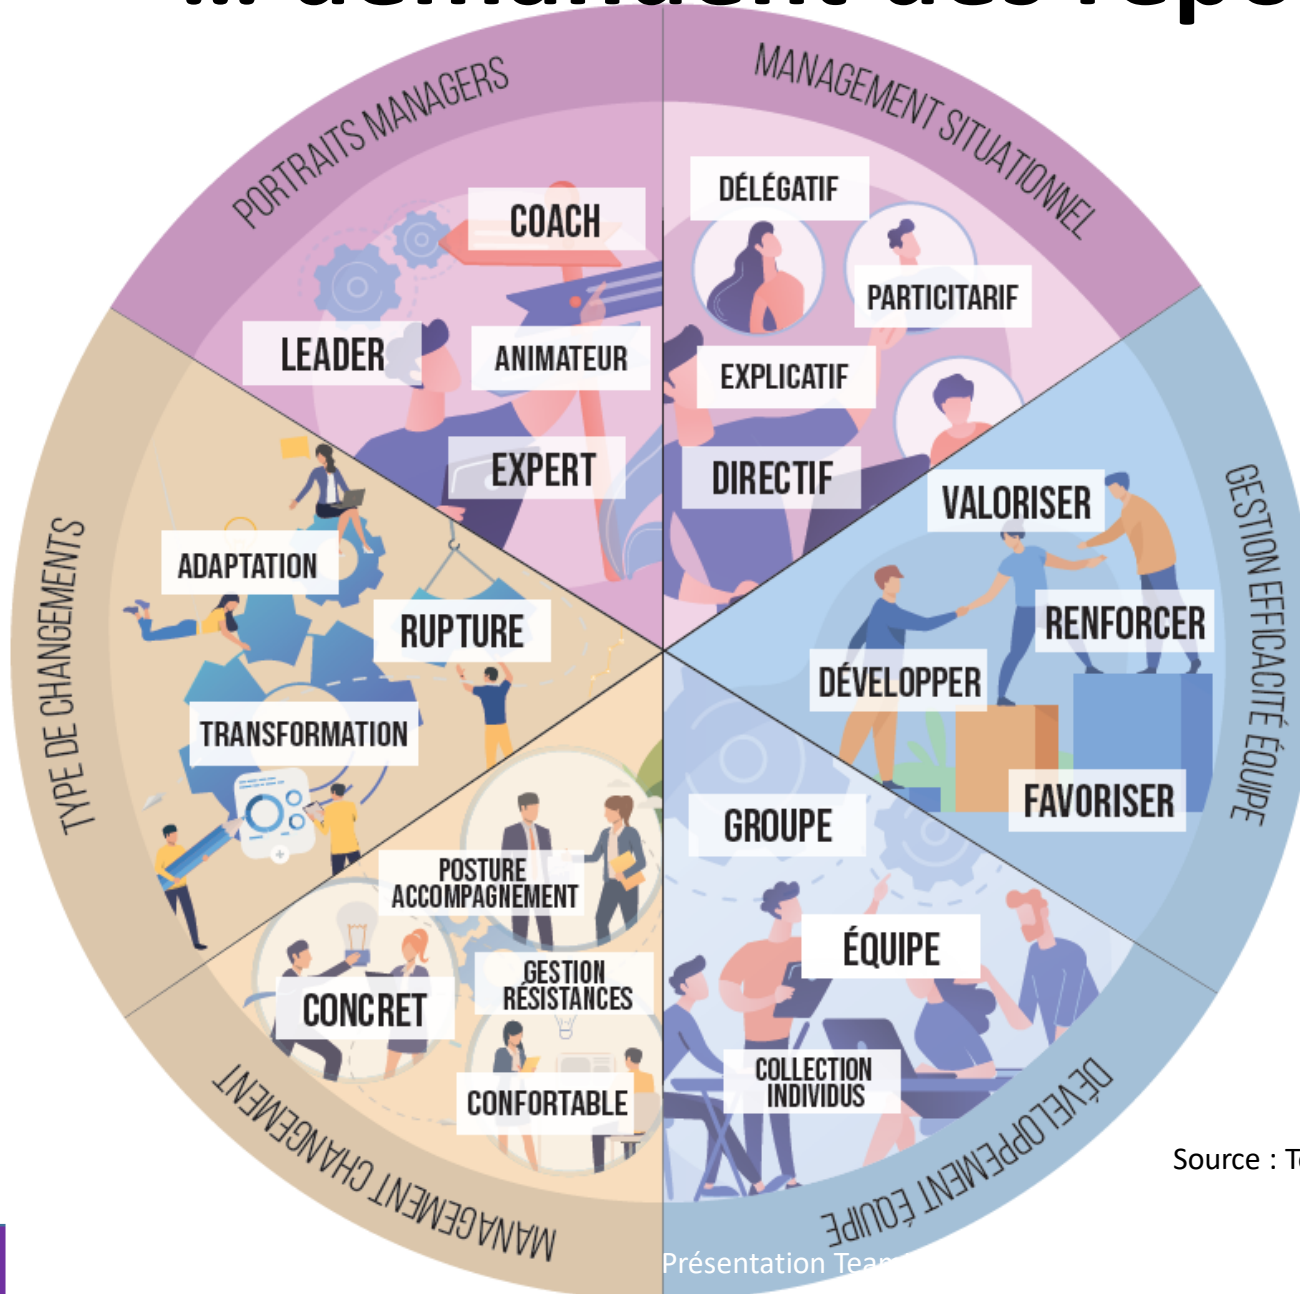 ... demandent des
PORTRAITS MANAGERS
COACH
LEADER
ANIMATEUR
EXPERT
MANAGEMENT SITUATIONNEL
DÉLÉGATIF
PARTICITARIF
EXPLICATIF
DIRECTIF
GESTION EFFICACITÉ ÉQUIPE
VALORISER
RENFORCER
DÉVELOPPER
FAVORISER
DÉVELOPPEMENT ÉQUIPE
GROUPE
ÉQUIPE
COLLECTION
INDIVIDUS
MANAGEMENT CHANGEMENT
POSTURE
ACCOMPAGNEMENT
GESTION
RÉSISTANCES
CONCRET
CONFORTABLE
TYPE DE CHANGEMENTS
ADAPTATION
RUPTURE
TRANSFORMATION
Source :
Présentation